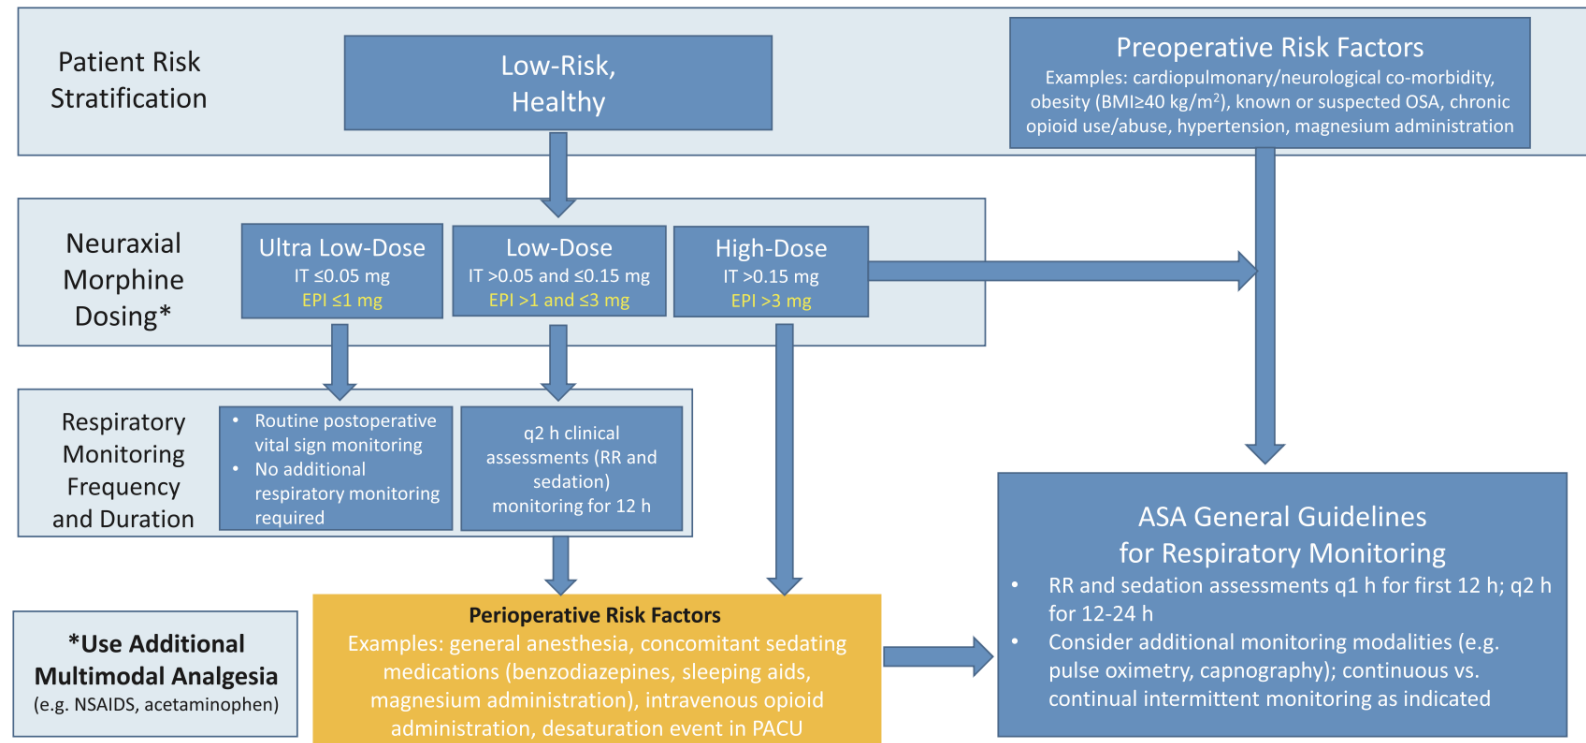 Patient Risk
Stratification
Low-Risk,
Healthy
Preoperative Risk Factors
Examples: cardiopulmonary/neurological co-morbidity,
obesity (BMI≥40 kg/m²), known or suspected OSA, chronic
opioid use/abuse, hypertension, magnesium administration
Neuraxial
Morphine
Dosing*
Ultra Low-Dose
IT ≤0.05 mg
EPI ≤1 mg
Low-Dose
IT >0.05 and ≤0.15 mg
EPI >1 and ≤3 mg
High-Dose
IT >0.15 mg
EPI >3 mg
Respiratory
Monitoring
Frequency
and Duration
• Routine postoperative
vital sign monitoring
• No additional
respiratory monitoring
required
q2 h clinical
assessments (RR and
sedation)
monitoring for 12 h
ASA General Guidelines
for Respiratory Monitoring
• RR and sedation assessments q1 h for first 12 h; q2 h
for 12-24 h
• Consider additional monitoring modalities (e.g.
pulse oximetry, capnography); continuous vs.
continual intermittent monitoring as indicated
*Use Additional
Multimodal Analgesia
(e.g. NSAIDS, acetaminophen)
Perioperative Risk Factors
Examples: general anesthesia, concomitant sedating
medications (benzodiazepines, sleeping aids,
magnesium administration), intravenous opioid
administration, desaturation event in PACU